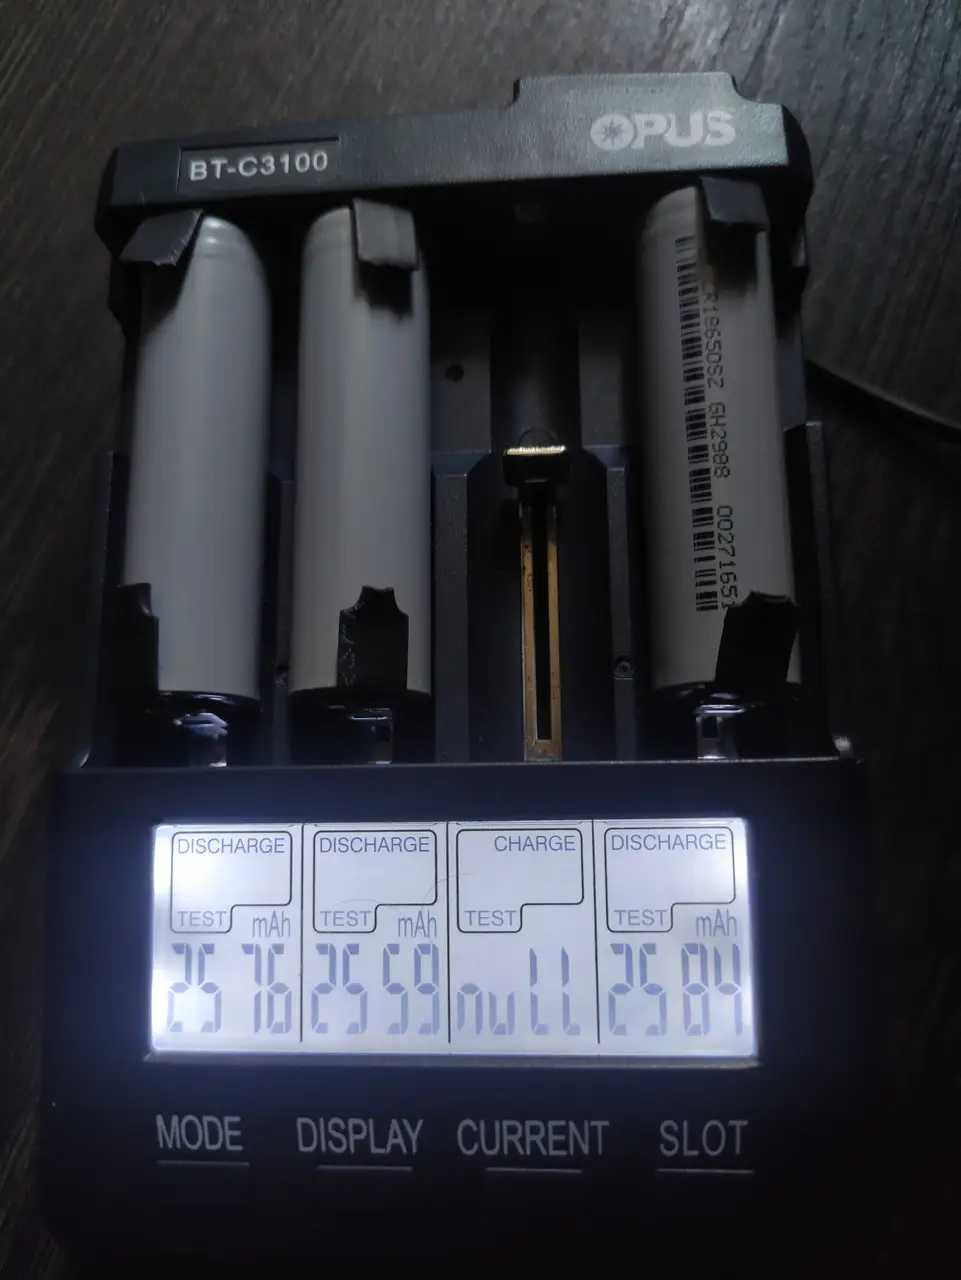 OPUS
BT-C3100
LR18650SZ GH2988 00271651
DISCHARGE DISCHARGE CHARGE DISCHARGE
TEST mAh TEST mAh TEST TEST mAh
2576 2559 null 2584
MODE DISPLAY CURRENT SLOT